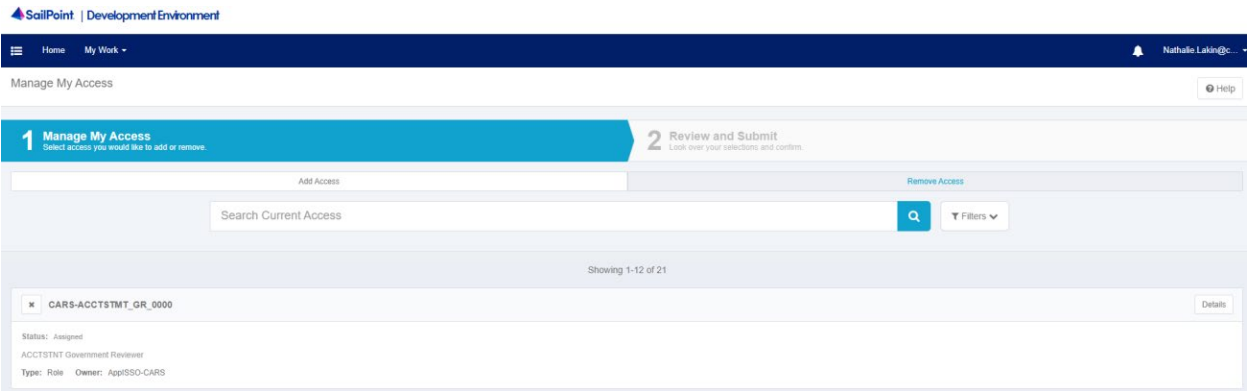 SailPoint | Development Environment
Home My Work Nathalie.Lakin@c...
Manage My Access
Help
1 Manage My Access
Select access you would like to add or remove.
2 Review and Submit
Look over your selections and confirm.
Add Access Remove Access
Search Current Access Filters
Showing 1-12 of 21
CARS-ACCTSTMT_GR_0000 Details
Status: Assigned
ACCTSTNT Government Reviewer
Type: Role Owner: AppISSO-CARS